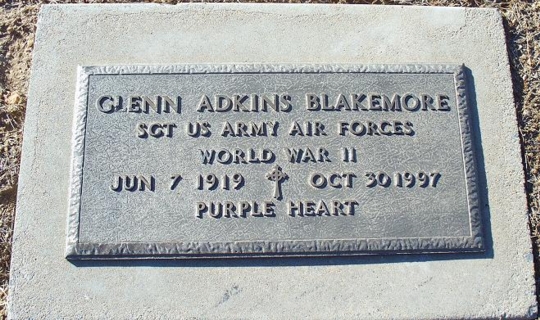 GLENN ADKINS BLAKEMORE
SGT US ARMY AIR FORCES
WORLD WAR II
JUN 7 1919 OCT 30 1997
PURPLE HEART